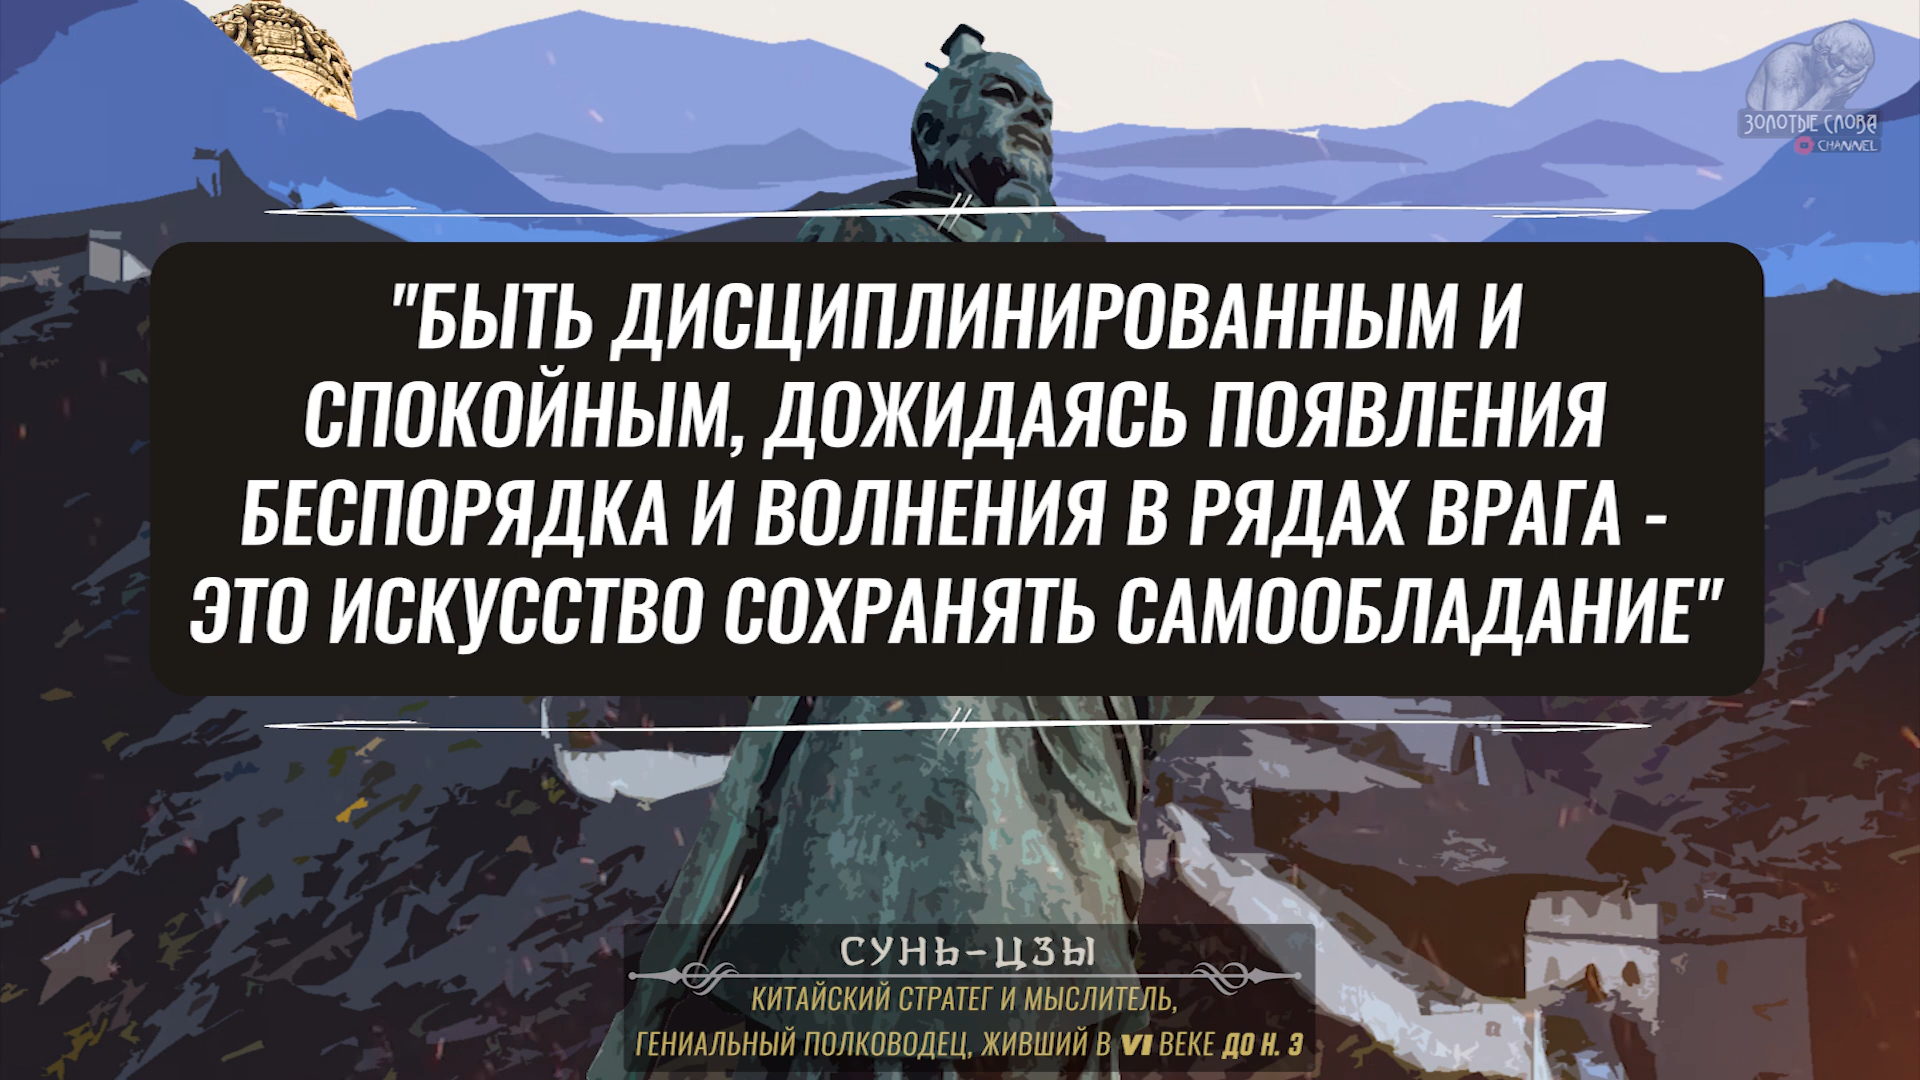 ЗОЛОТЫЕ СЛОВА
CHANNEL
"БЫТЬ ДИСЦИПЛИНИРОВАННЫМ И
СПОКОЙНЫМ, ДОЖИДАЯСЬ ПОЯВЛЕНИЯ
БЕСПОРЯДКА И ВОЛНЕНИЯ В РЯДАХ ВРАГА -
ЭТО ИСКУССТВО СОХРАНЯТЬ САМООБЛАДАНИЕ"
СУНЬ-ЦЗЫ
КИТАЙСКИЙ СТРАТЕГ И МЫСЛИТЕЛЬ,
ГЕНИАЛЬНЫЙ ПОЛКОВОДЕЦ, ЖИВШИЙ В VI ВЕКЕ ДО Н. Э